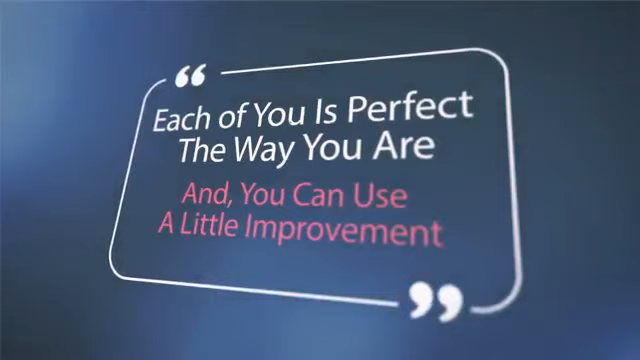 Each of You Is Perfect
The Way You Are
And, You Can Use
A Little Improvement